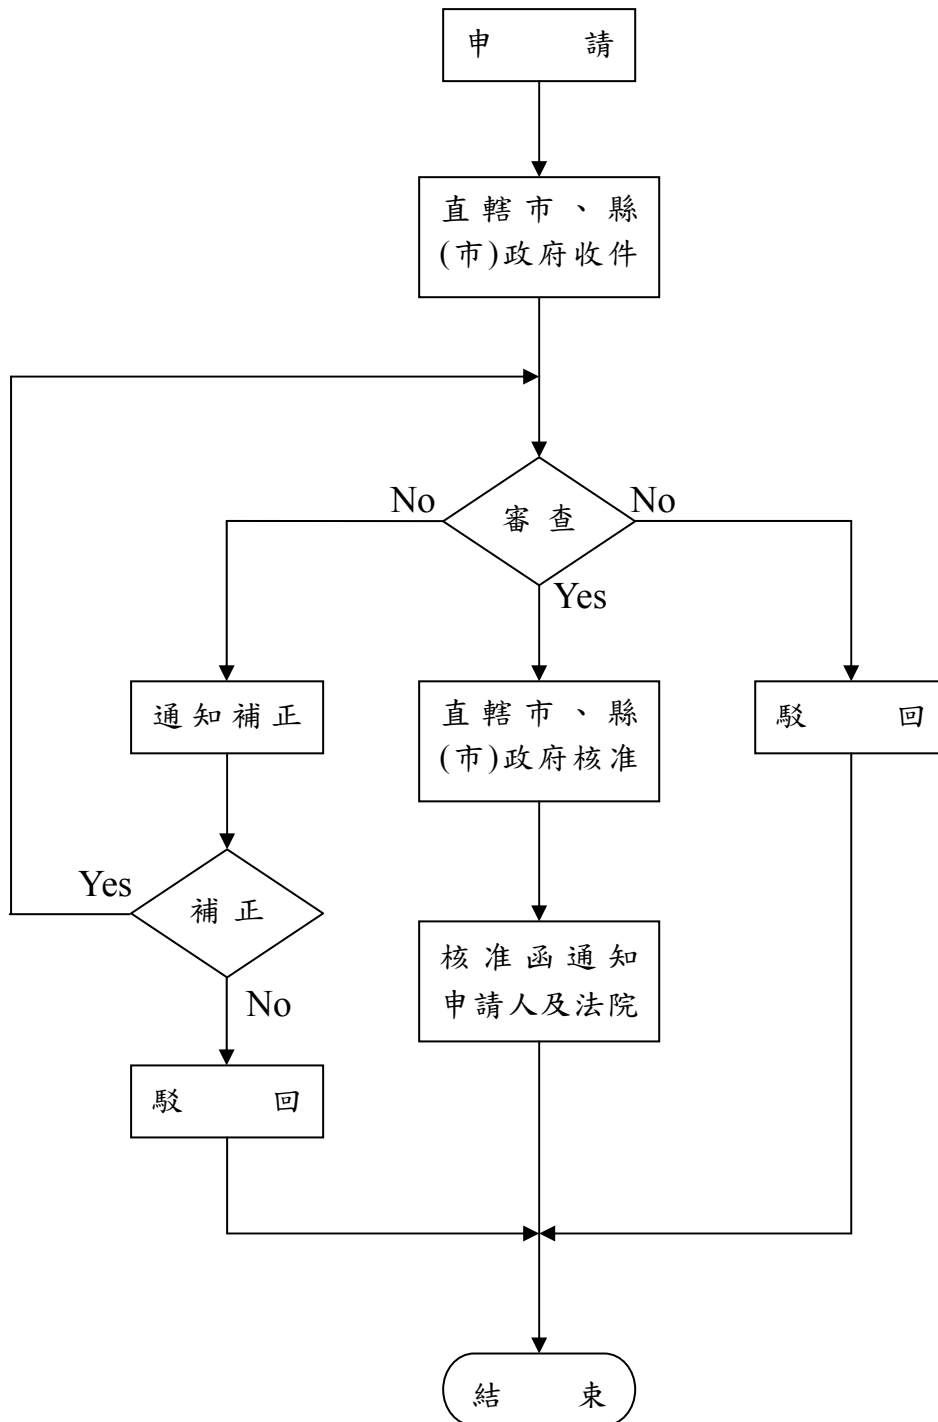 申請
直轄市、縣
(市)政府收件
No
審查
No
Yes
通知補正
直轄市、縣
(市)政府核准
駁回
Yes
補正
核准函通知
申請人及法院
No
駁回
結束